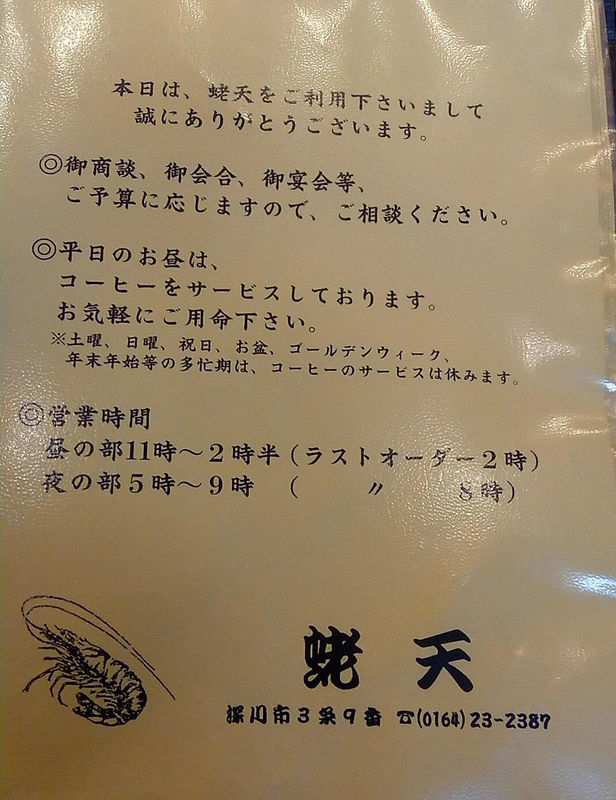 本日は、蛯天をご利用下さいまして
誠にありがとうございます。
◎御商談、御会合、御宴会等、
ご予算に応じますので、ご相談ください。
◎平日のお昼は、
コーヒーをサービスしております。
お気軽にご用命下さい。
※土曜、日曜、祝日、お盆、ゴールデンウィーク、
年末年始等の多忙期は、コーヒーのサービスは休みます。
◎営業時間
昼の部11時～2時半(ラストオーダー2時)
夜の部5時～9時 ( 〃 8時)
蛯天
深川市3条9番 ☎(0164)23-2387